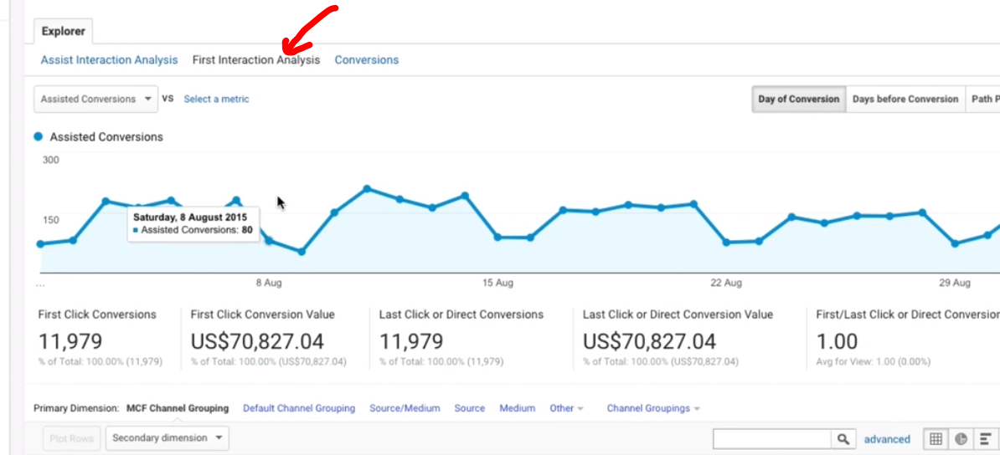 Explorer
Assist Interaction Analysis First Interaction Analysis Conversions
Assisted Conversions VS Select a metric Day of Conversion Days before Conversion Path P
Assisted Conversions
300
150
Saturday, 8 August 2015
Assisted Conversions: 80
... 8 Aug 15 Aug 22 Aug 29 Aug
First Click Conversions First Click Conversion Value Last Click or Direct Conversions Last Click or Direct Conversion Value First/Last Click or Direct Conversion
11,979 US$70,827.04 11,979 US$70,827.04 1.00
% of Total: 100.00% (11,979) % of Total: 100.00% (US$70,827.04) % of Total: 100.00% (11,979) % of Total: 100.00% (US$70,827.04) Avg for View: 1.00 (0.00%)
Primary Dimension: MCF Channel Grouping Default Channel Grouping Source/Medium Source Medium Other Channel Groupings
Plot Rows Secondary dimension advanced